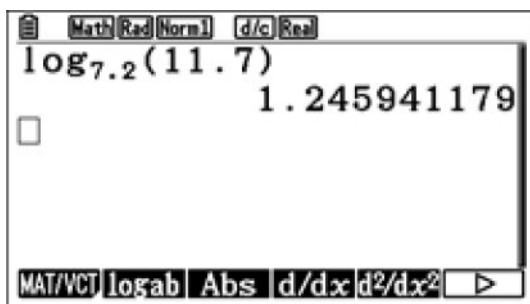 Math Rad Norm1 d/c Real
log₇.₂(11.7)
1.245941179
MAT/VCT logab Abs d/dx d²/dx² ▷